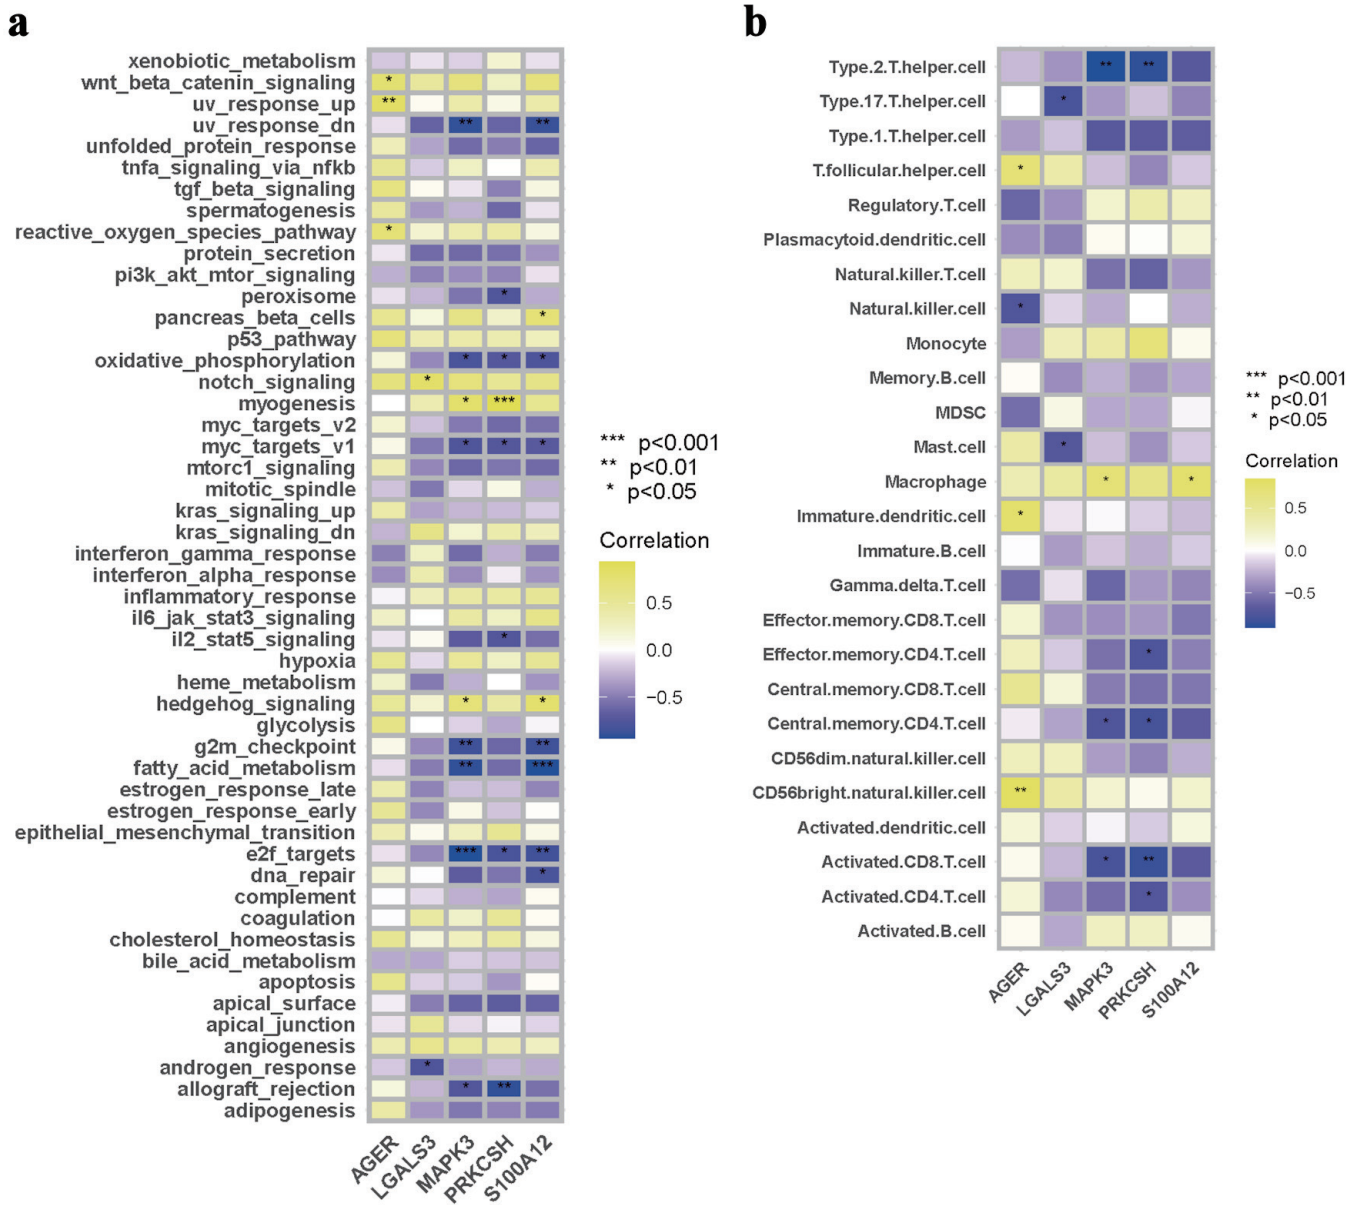 a
xenobiotic_metabolism
wnt_beta_catenin_signaling *
uv_response_up **
uv_response_dn ** **
unfolded_protein_response
tnfa_signaling_via_nfkb
tgf_beta_signaling
spermatogenesis
reactive_oxygen_species_pathway *
protein_secretion
pi3k_akt_mtor_signaling
peroxisome *
pancreas_beta_cells *
p53_pathway
oxidative_phosphorylation * * *
notch_signaling *
myogenesis * ***
myc_targets_v2
myc_targets_v1 * * *
mtorc1_signaling
mitotic_spindle
kras_signaling_up
kras_signaling_dn
interferon_gamma_response
interferon_alpha_response
inflammatory_response
il6_jak_stat3_signaling
il2_stat5_signaling *
hypoxia
heme_metabolism
hedgehog_signaling * *
glycolysis
g2m_checkpoint ** **
fatty_acid_metabolism ** ***
estrogen_response_late
estrogen_response_early
epithelial_mesenchymal_transition
e2f_targets *** * **
dna_repair *
complement
coagulation
cholesterol_homeostasis
bile_acid_metabolism
apoptosis
apical_surface
apical_junction
angiogenesis
androgen_response *
allograft_rejection * **
adipogenesis
AGER LGALS3 MAPK3 PRKCSH S100A12
*** p<0.001
** p<0.01
* p<0.05
Correlation
0.5
0.0
−0.5
b
Type.2.T.helper.cell ** **
Type.17.T.helper.cell *
Type.1.T.helper.cell
T.follicular.helper.cell *
Regulatory.T.cell
Plasmacytoid.dendritic.cell
Natural.killer.T.cell
Natural.killer.cell *
Monocyte
Memory.B.cell
MDSC
Mast.cell *
Macrophage * *
Immature.dendritic.cell *
Immature.B.cell
Gamma.delta.T.cell
Effector.memory.CD8.T.cell
Effector.memory.CD4.T.cell *
Central.memory.CD8.T.cell
Central.memory.CD4.T.cell * *
CD56dim.natural.killer.cell
CD56bright.natural.killer.cell **
Activated.dendritic.cell
Activated.CD8.T.cell * **
Activated.CD4.T.cell *
Activated.B.cell
AGER LGALS3 MAPK3 PRKCSH S100A12
*** p<0.001
** p<0.01
* p<0.05
Correlation
0.5
0.0
−0.5